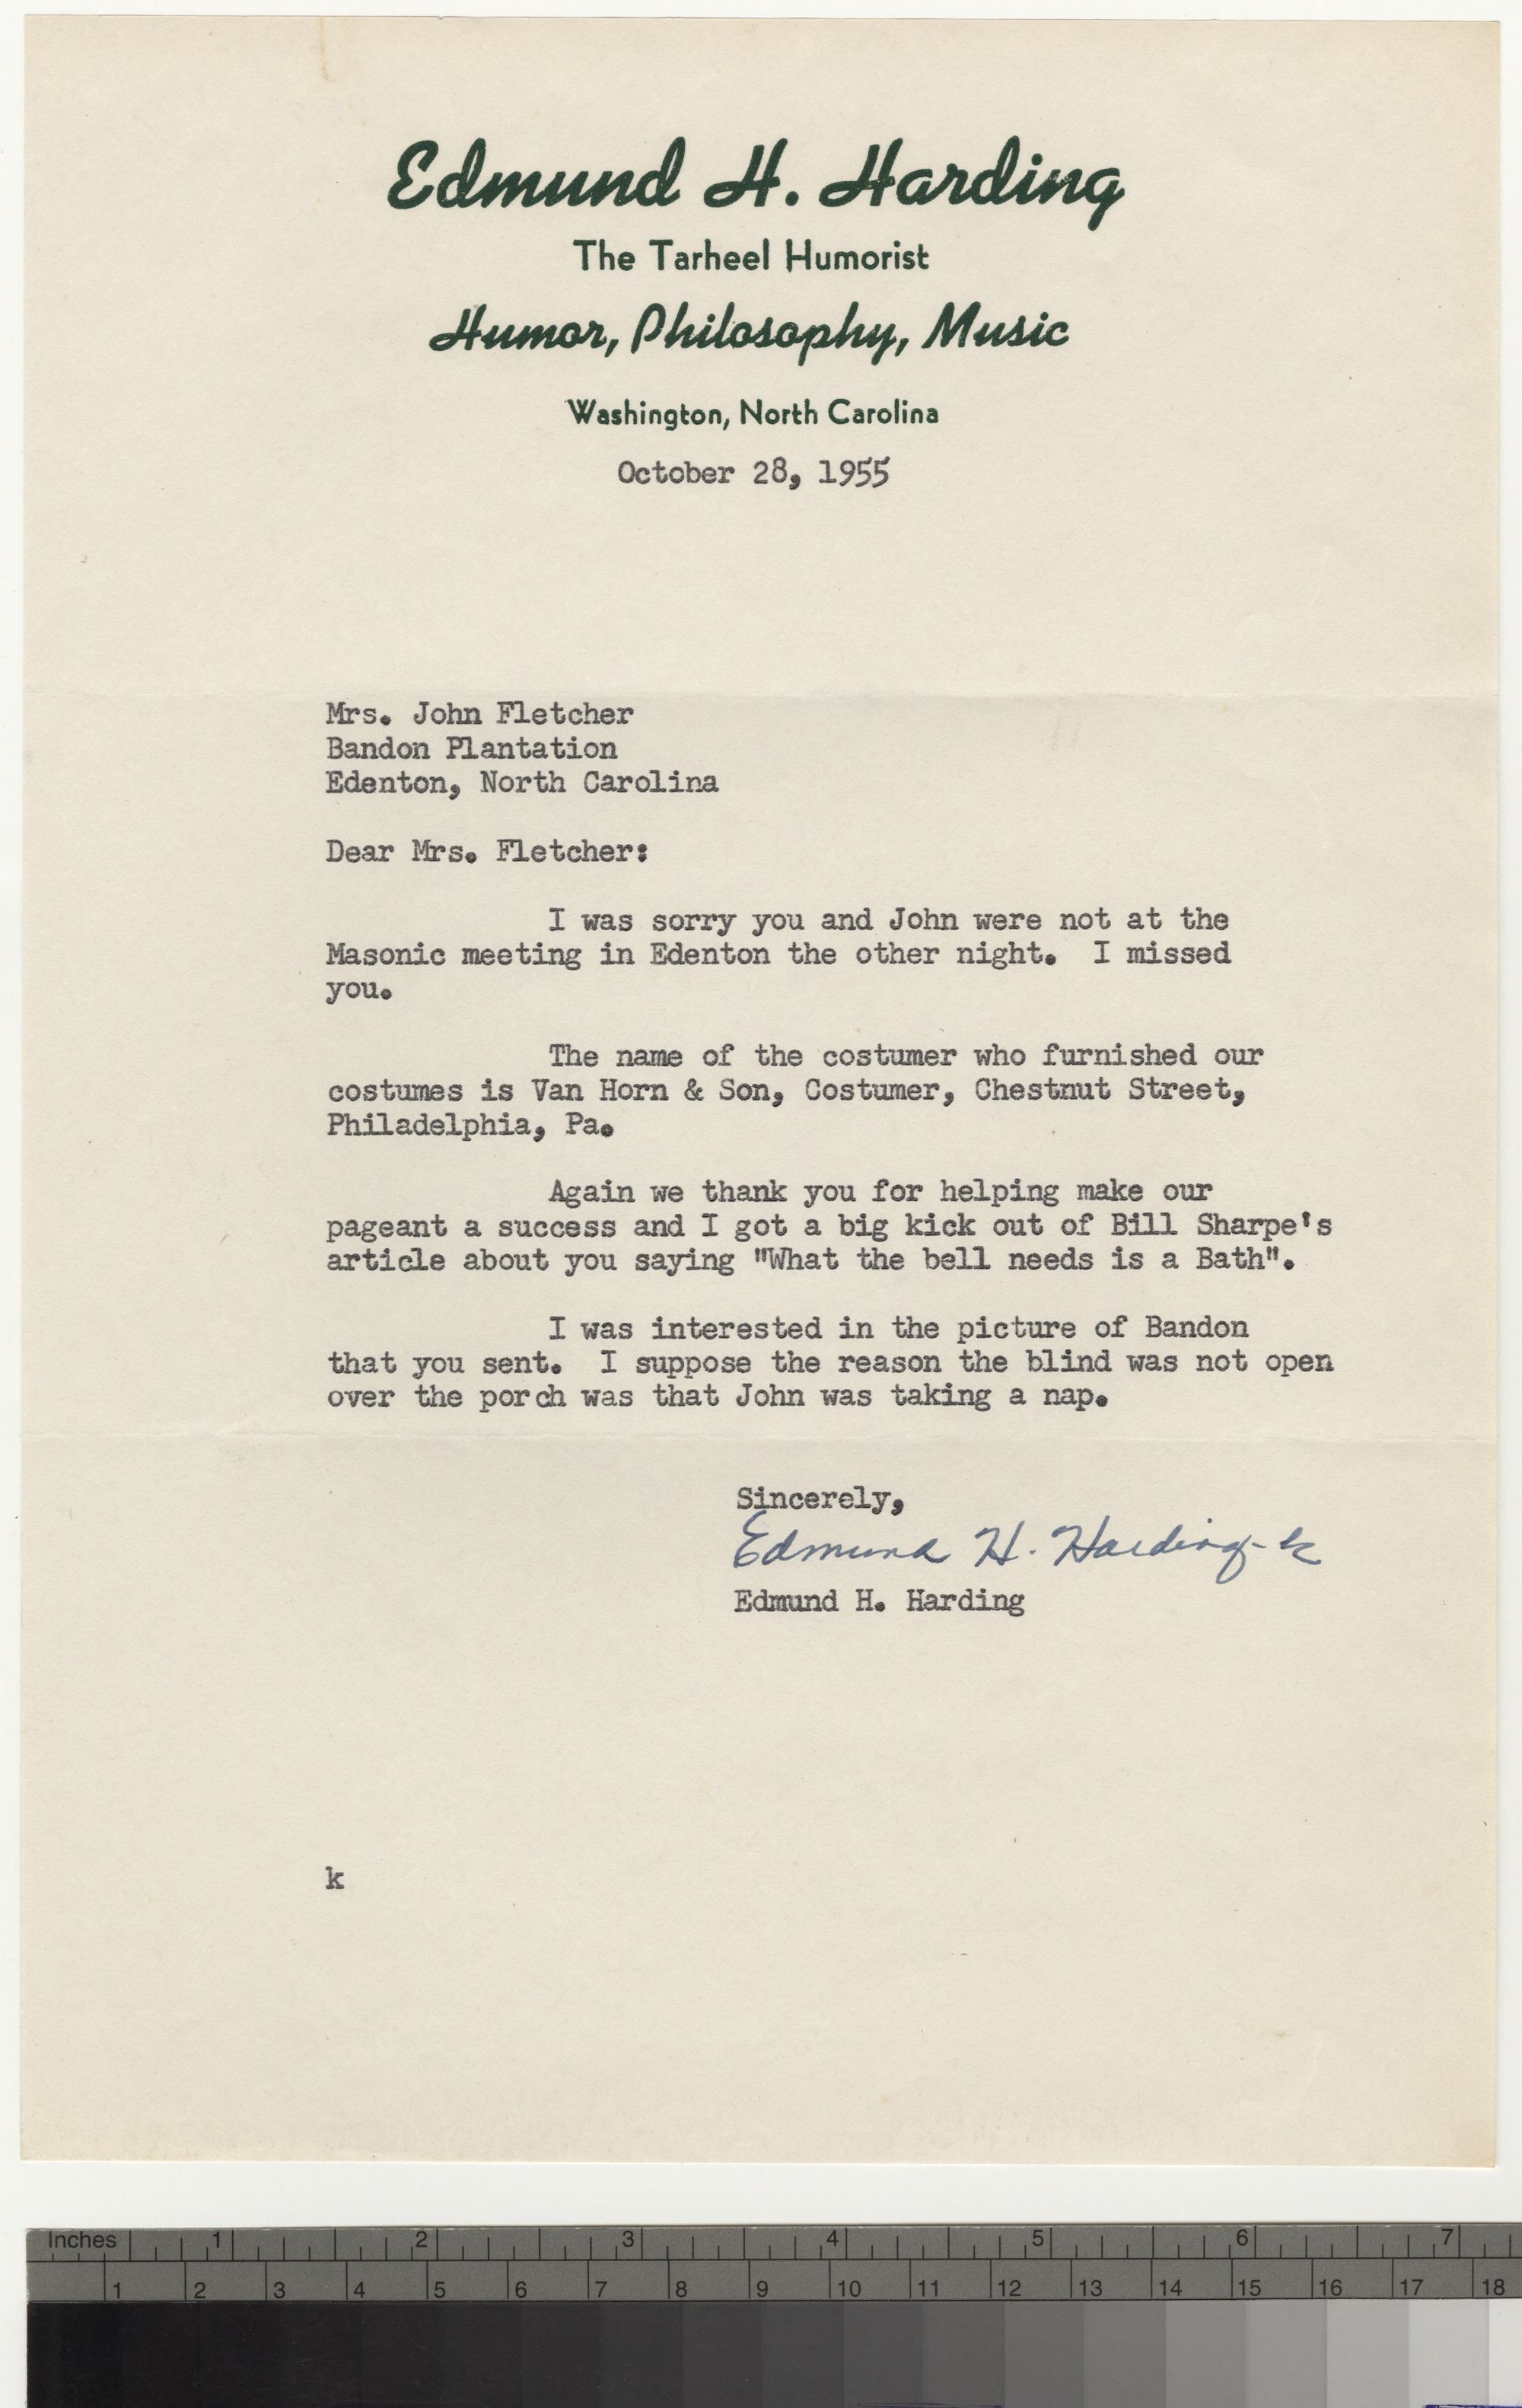 Edmund H. Harding
The Tarheel Humorist
Humor, Philosophy, Music
Washington, North Carolina
October 28, 1955
Mrs. John Fletcher
Bandon Plantation
Edenton, North Carolina
Dear Mrs. Fletcher:
I was sorry you and John were not at the
Masonic meeting in Edenton the other night. I missed
you.
The name of the costumer who furnished our
costumes is Van Horn & Son, Costumer, Chestnut Street,
Philadelphia, Pa.
Again we thank you for helping make our
pageant a success and I got a big kick out of Bill Sharpe's
article about you saying "What the bell needs is a Bath".
I was interested in the picture of Bandon
that you sent. I suppose the reason the blind was not open
over the porch was that John was taking a nap.
Sincerely,
Edmund H. Harding-k
Edmund H. Harding
k
Inches 1 2 3 4 5 6 7
1 2 3 4 5 6 7 8 9 10 11 12 13 14 15 16 17 18